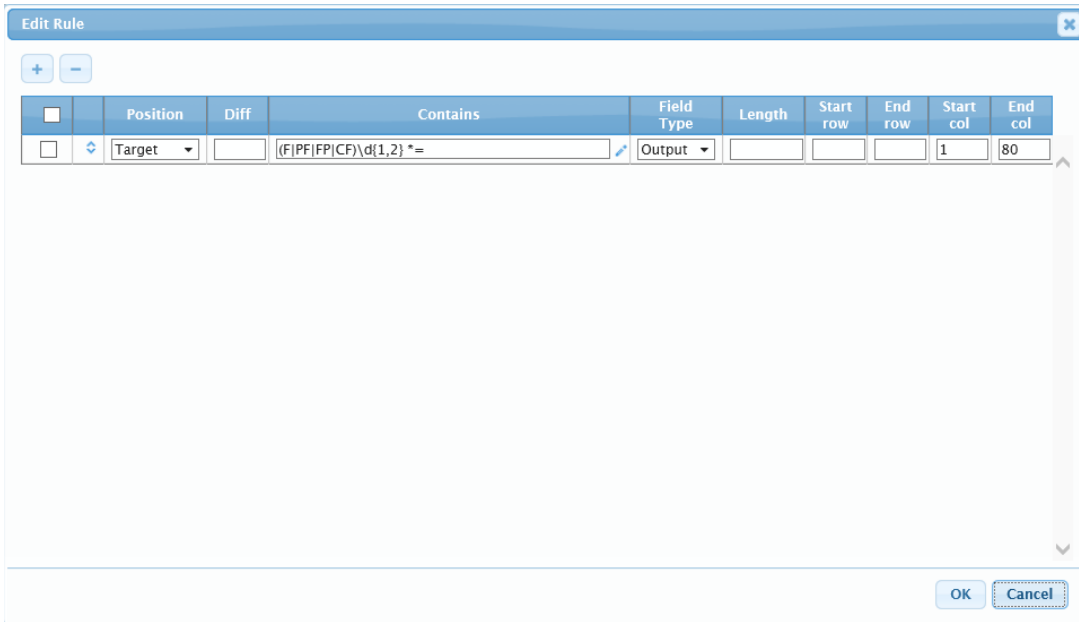 Edit Rule
+ −
Position Diff Contains Field Type Length Start row End row Start col End col
Target (F|PF|FP|CF)\d{1,2} *= Output 1 80
OK Cancel